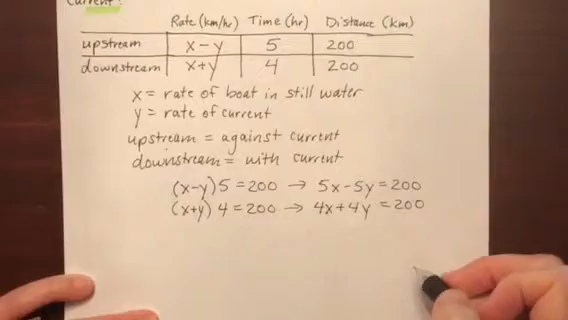 current?
Rate (km/hr) Time (hr) Distance (km)
upstream x-y 5 200
downstream x+y 4 200
x = rate of boat in still water
y = rate of current
upstream = against current
downstream = with current
(x-y)5 = 200 → 5x-5y = 200
(x+y)4 = 200 → 4x+4y = 200